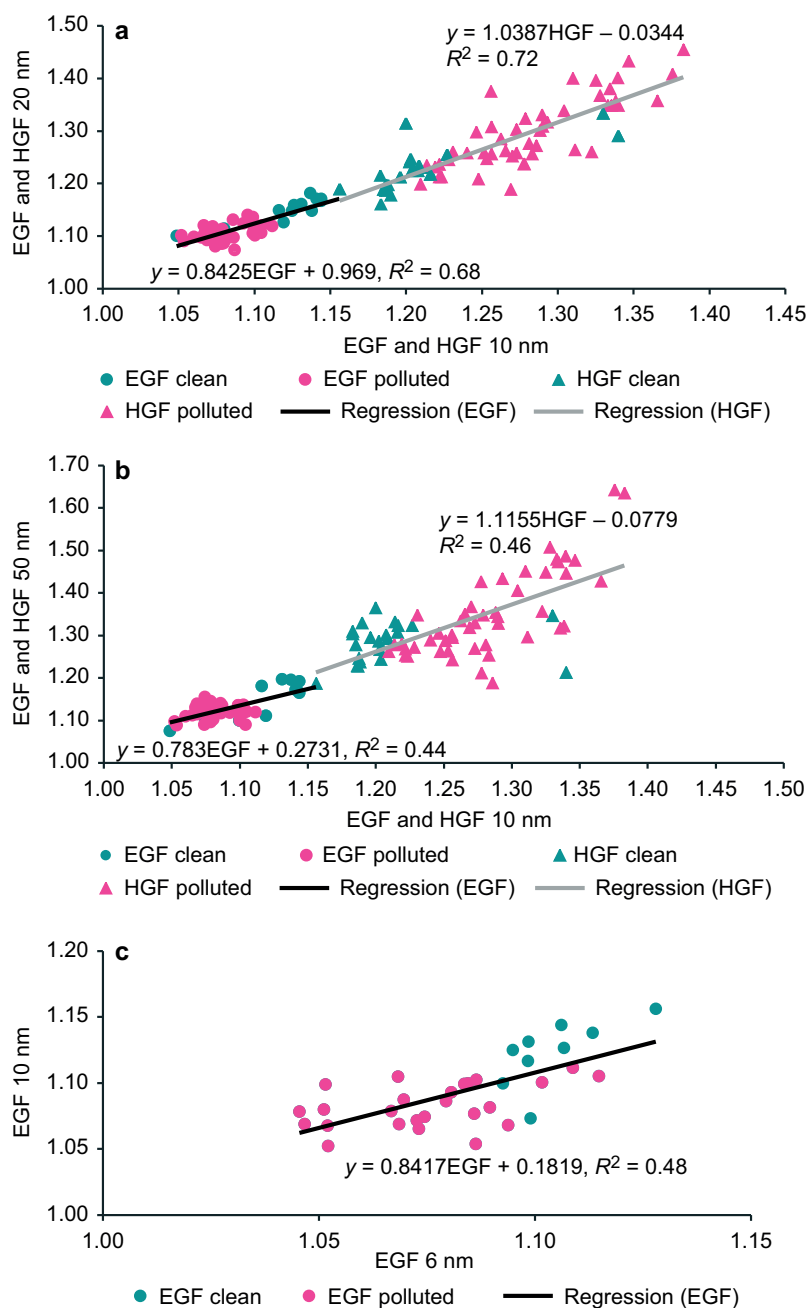 a
y = 1.0387HGF – 0.0344
R² = 0.72
1.50
1.40
1.30
1.20
1.10
1.00
EGF and HGF 20 nm
y = 0.8425EGF + 0.969, R² = 0.68
1.00 1.05 1.10 1.15 1.20 1.25 1.30 1.35 1.40 1.45
EGF and HGF 10 nm
EGF clean EGF polluted HGF clean
HGF polluted Regression (EGF) Regression (HGF)
b
y = 1.1155HGF – 0.0779
R² = 0.46
1.70
1.60
1.50
1.40
1.30
1.20
1.10
1.00
EGF and HGF 50 nm
y = 0.783EGF + 0.2731, R² = 0.44
1.00 1.05 1.10 1.15 1.20 1.25 1.30 1.35 1.40 1.45 1.50
EGF and HGF 10 nm
EGF clean EGF polluted HGF clean
HGF polluted Regression (EGF) Regression (HGF)
c
1.20
1.15
1.10
1.05
1.00
EGF 10 nm
y = 0.8417EGF + 0.1819, R² = 0.48
1.00 1.05 1.10 1.15
EGF 6 nm
EGF clean EGF polluted Regression (EGF)